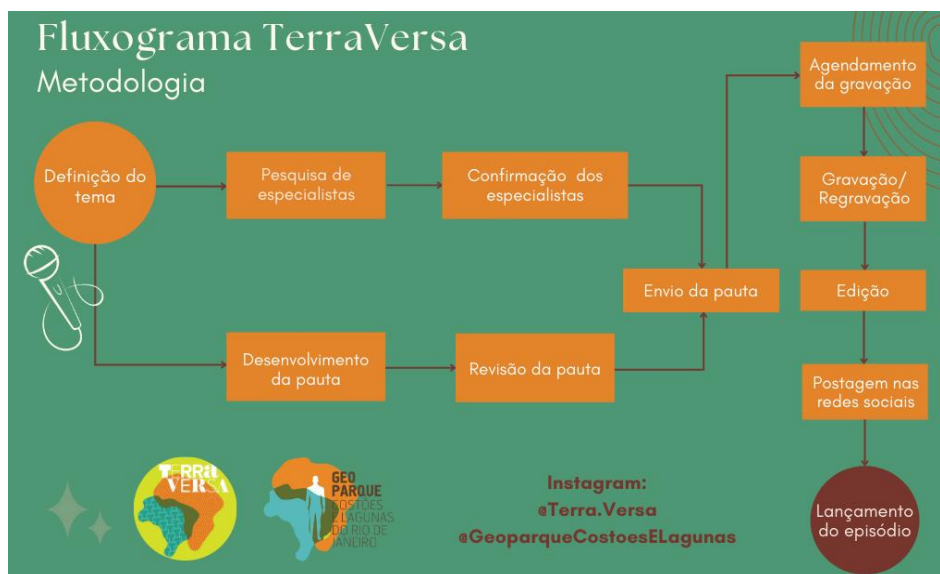 Fluxograma TerraVersa
Metodologia
Definição do
tema
Pesquisa de
especialistas
Confirmação dos
especialistas
Desenvolvimento
da pauta
Revisão da pauta
Envio da pauta
Agendamento
da gravação
Gravação/
Regravação
Edição
Postagem nas
redes sociais
Lançamento
do episódio
TERRA
VERSA
GEO
PARQUE
COSTÕES
E LAGUNAS
DO RIO DE
JANEIRO
Instagram:
@Terra.Versa
@GeoparqueCostoesELagunas